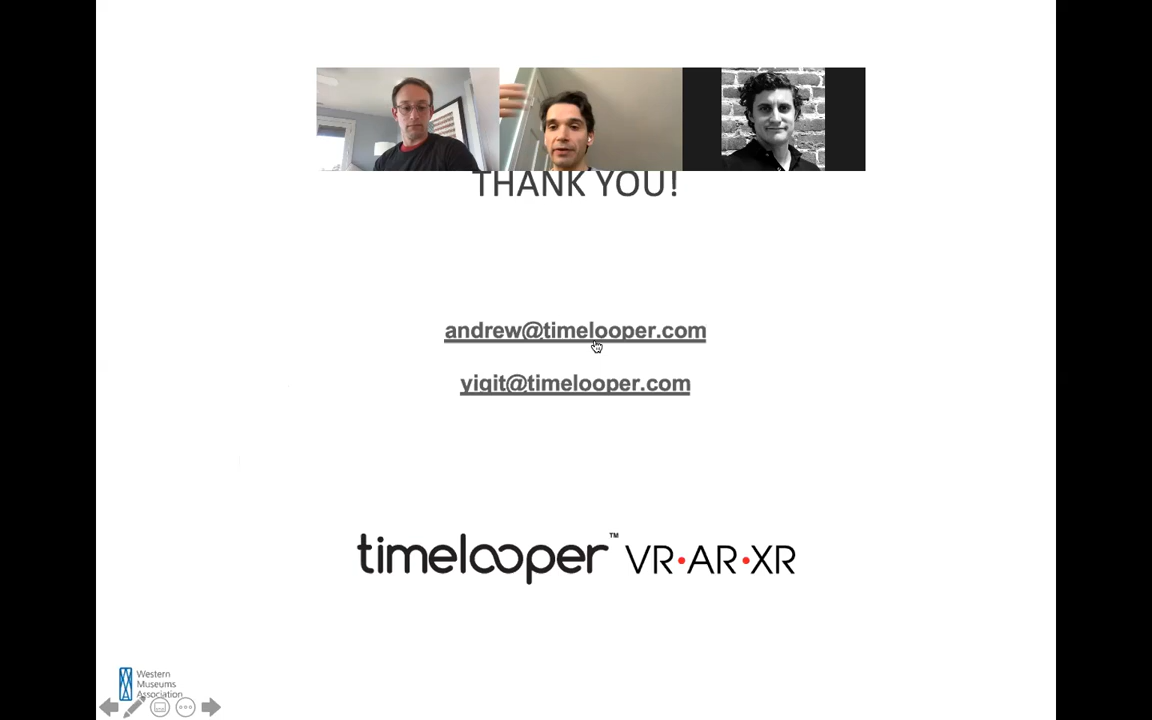 THANK YOU!
andrew@timelooper.com
yigit@timelooper.com
timelooper™ VR•AR•XR
Western
Museums
Association